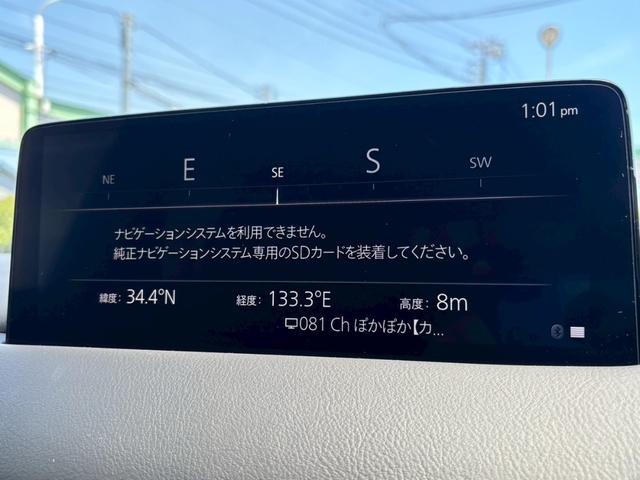 1:01 pm
NE E SE S SW
ナビゲーションシステムを利用できません。
純正ナビゲーションシステム専用のSDカードを装着してください。
緯度: 34.4°N 経度: 133.3°E 高度: 8m
081 Ch ぽかぽか【カ...